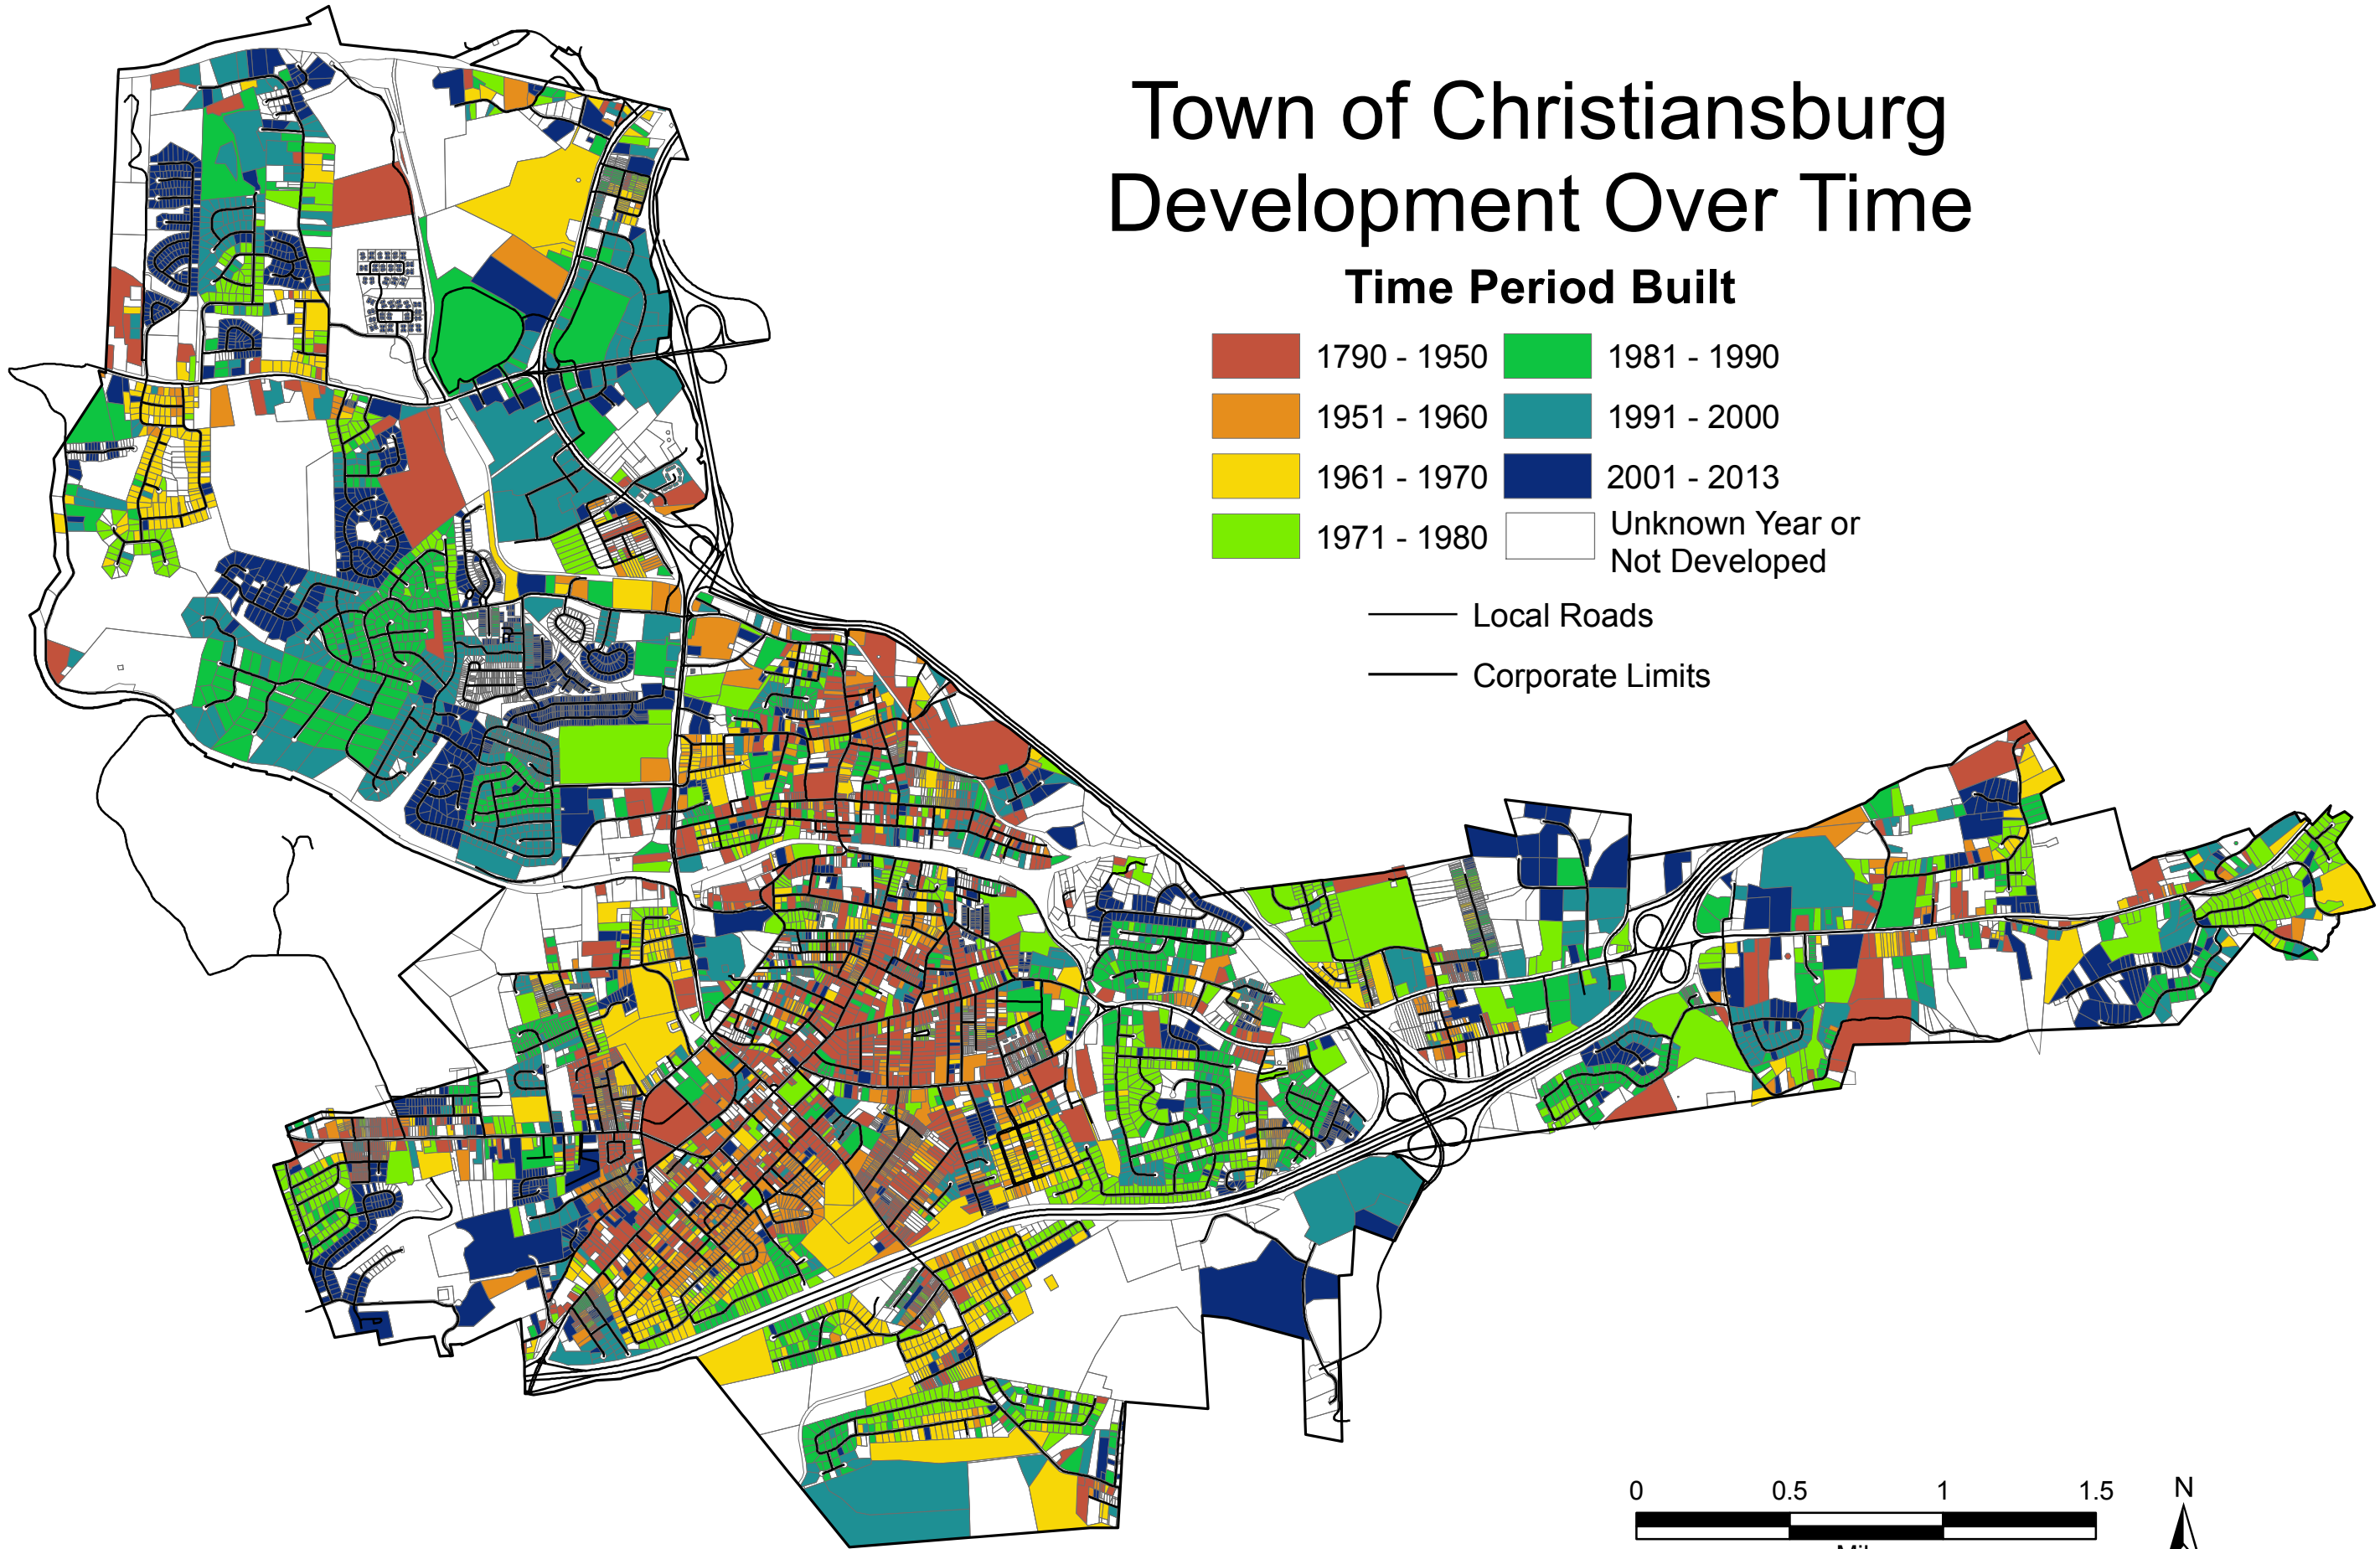 Town of Christiansburg
Development Over Time
Time Period Built
1790 - 1950
1981 - 1990
1951 - 1960
1991 - 2000
1961 - 1970
2001 - 2013
1971 - 1980
Unknown Year or
Not Developed
Local Roads
Corporate Limits
0 0.5 1 1.5
N